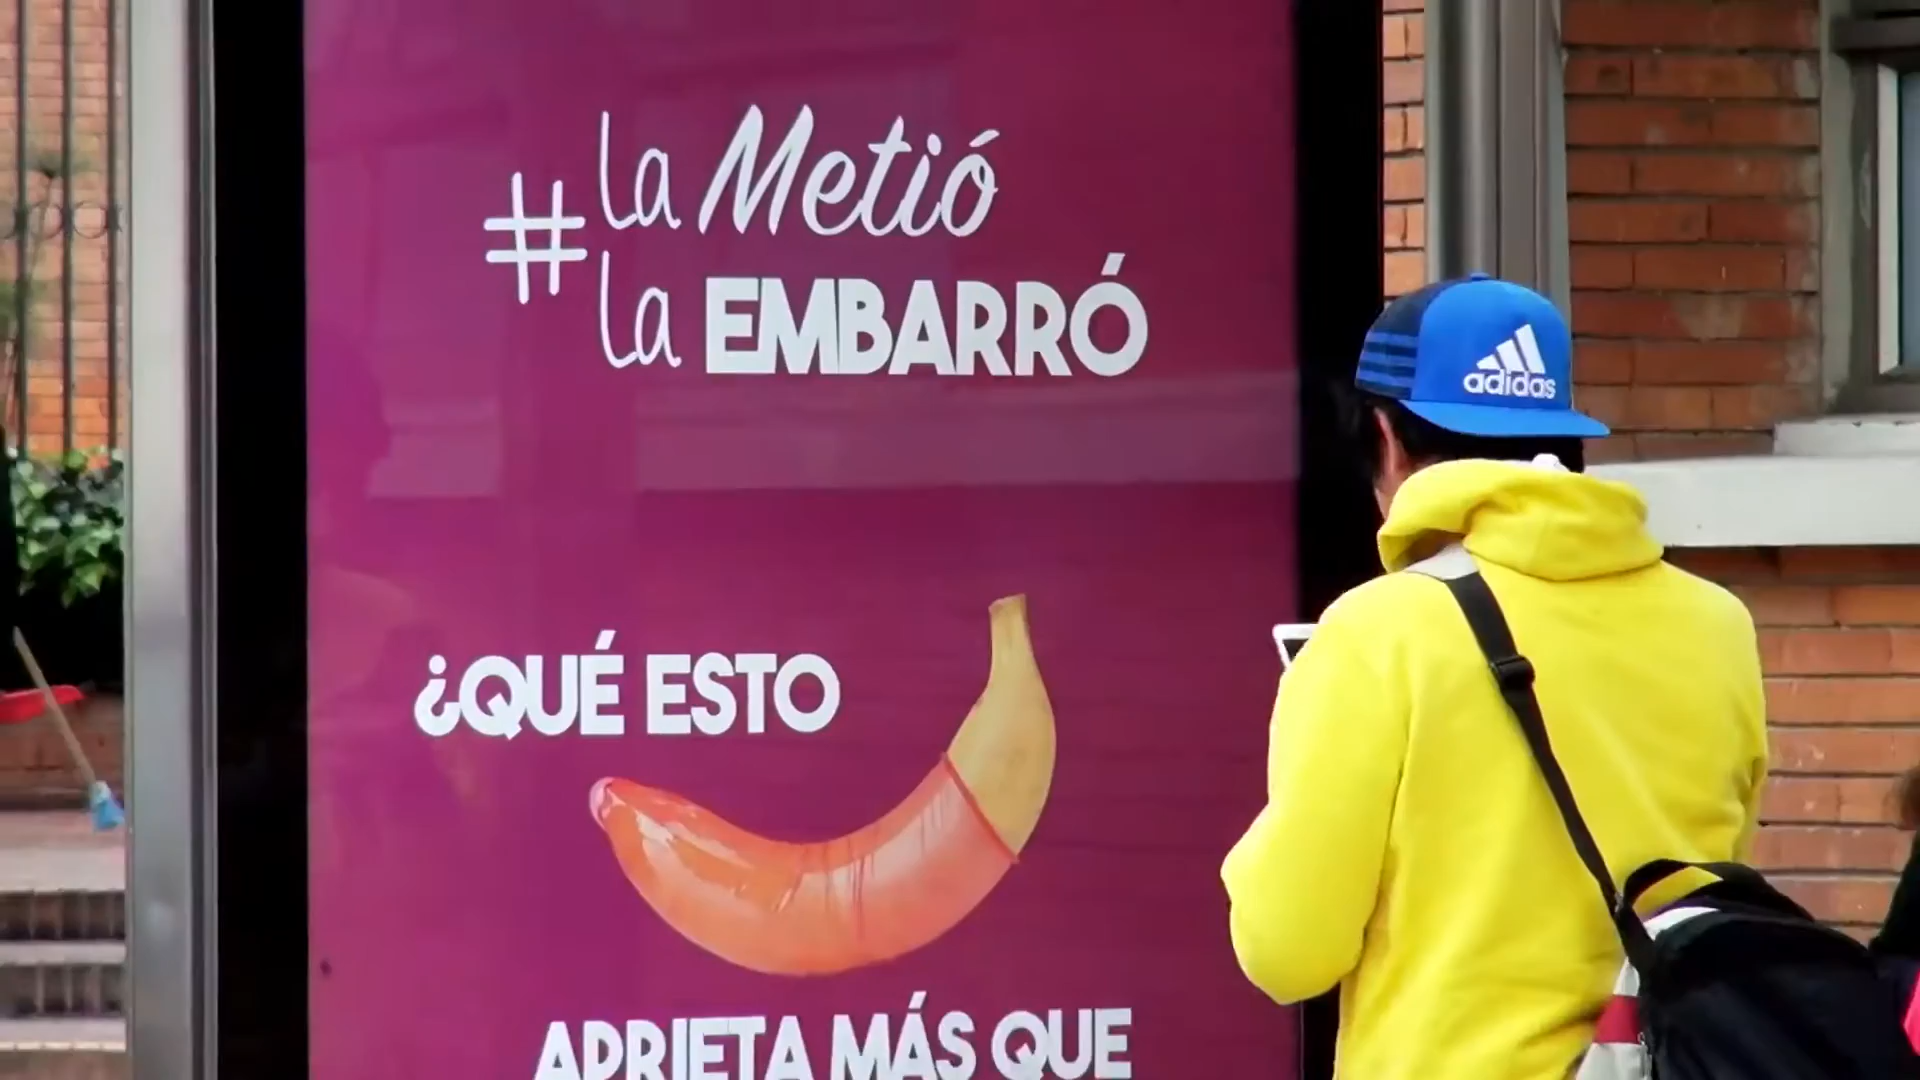 #la Metió
la EMBARRÓ
¿QUÉ ESTO
APRIETA MÁS QUE
adidas